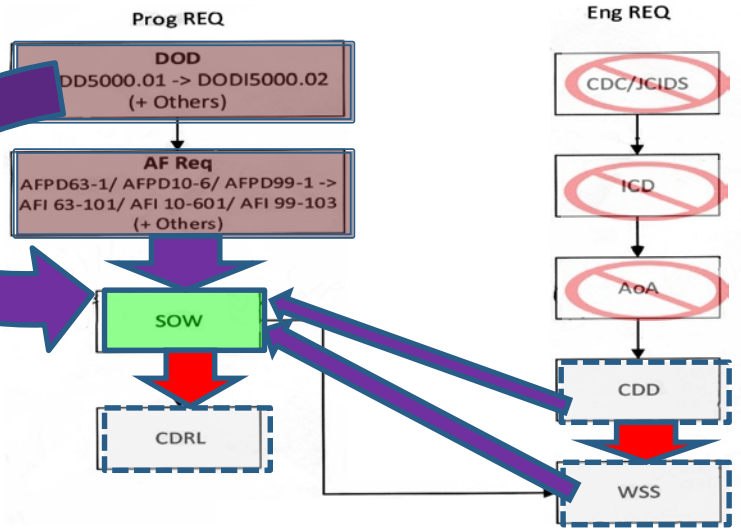 Prog REQ
Eng REQ
DOD
DD5000.01 -> DODI5000.02
(+ Others)
AF Req
AFPD63-1/ AFPD10-6/ AFPD99-1 ->
AFI 63-101/ AFI 10-601/ AFI 99-103
(+ Others)
SOW
CDRL
CDC/JCIDS
ICD
AoA
CDD
WSS